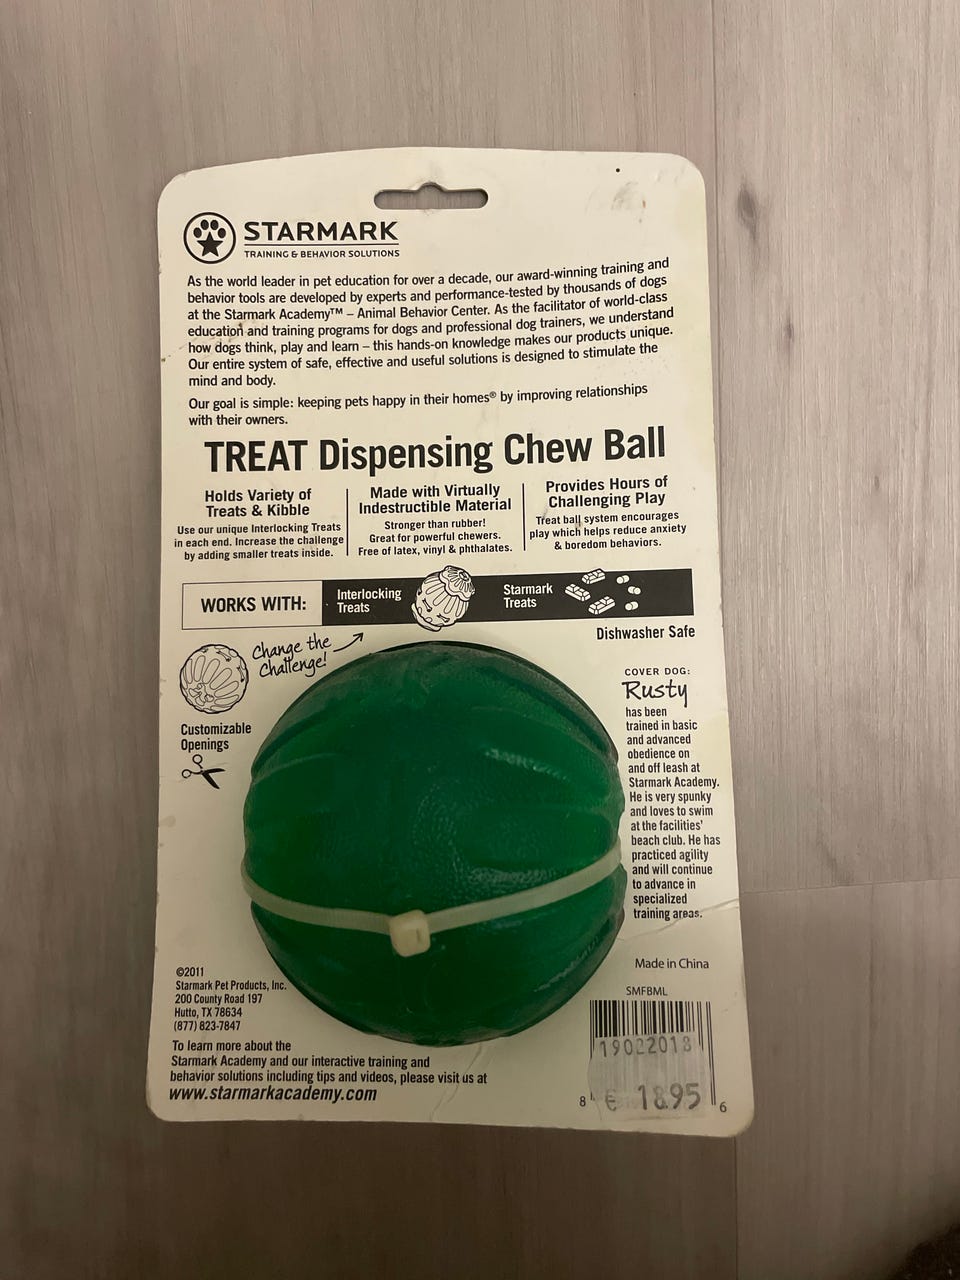 STARMARK
TRAINING & BEHAVIOR SOLUTIONS
As the world leader in pet education for over a decade, our award-winning training and
behavior tools are developed by experts and performance-tested by thousands of dogs
at the Starmark Academy™ – Animal Behavior Center. As the facilitator of world-class
education and training programs for dogs and professional dog trainers, we understand
how dogs think, play and learn – this hands-on knowledge makes our products unique.
Our entire system of safe, effective and useful solutions is designed to stimulate the
mind and body.
Our goal is simple: keeping pets happy in their homes® by improving relationships
with their owners.
TREAT Dispensing Chew Ball
Holds Variety of
Treats & Kibble
Use our unique Interlocking Treats
in each end. Increase the challenge
by adding smaller treats inside.
Made with Virtually
Indestructible Material
Stronger than rubber!
Great for powerful chewers.
Free of latex, vinyl & phthalates.
Provides Hours of
Challenging Play
Treat ball system encourages
play which helps reduce anxiety
& boredom behaviors.
WORKS WITH:
Interlocking
Treats
Starmark
Treats
Dishwasher Safe
Change the
Challenge!
Customizable
Openings
COVER DOG:
Rusty
has been
trained in basic
and advanced
obedience on
and off leash at
Starmark Academy.
He is very spunky
and loves to swim
at the facilities'
beach club. He has
practiced agility
and will continue
to advance in
specialized
training areas.
©2011
Starmark Pet Products, Inc.
200 County Road 197
Hutto, TX 78634
(877) 823-7847
To learn more about the
Starmark Academy and our interactive training and
behavior solutions including tips and videos, please visit us at
www.starmarkacademy.com
Made in China
SMFBML
19022018
8 € 18.95 6